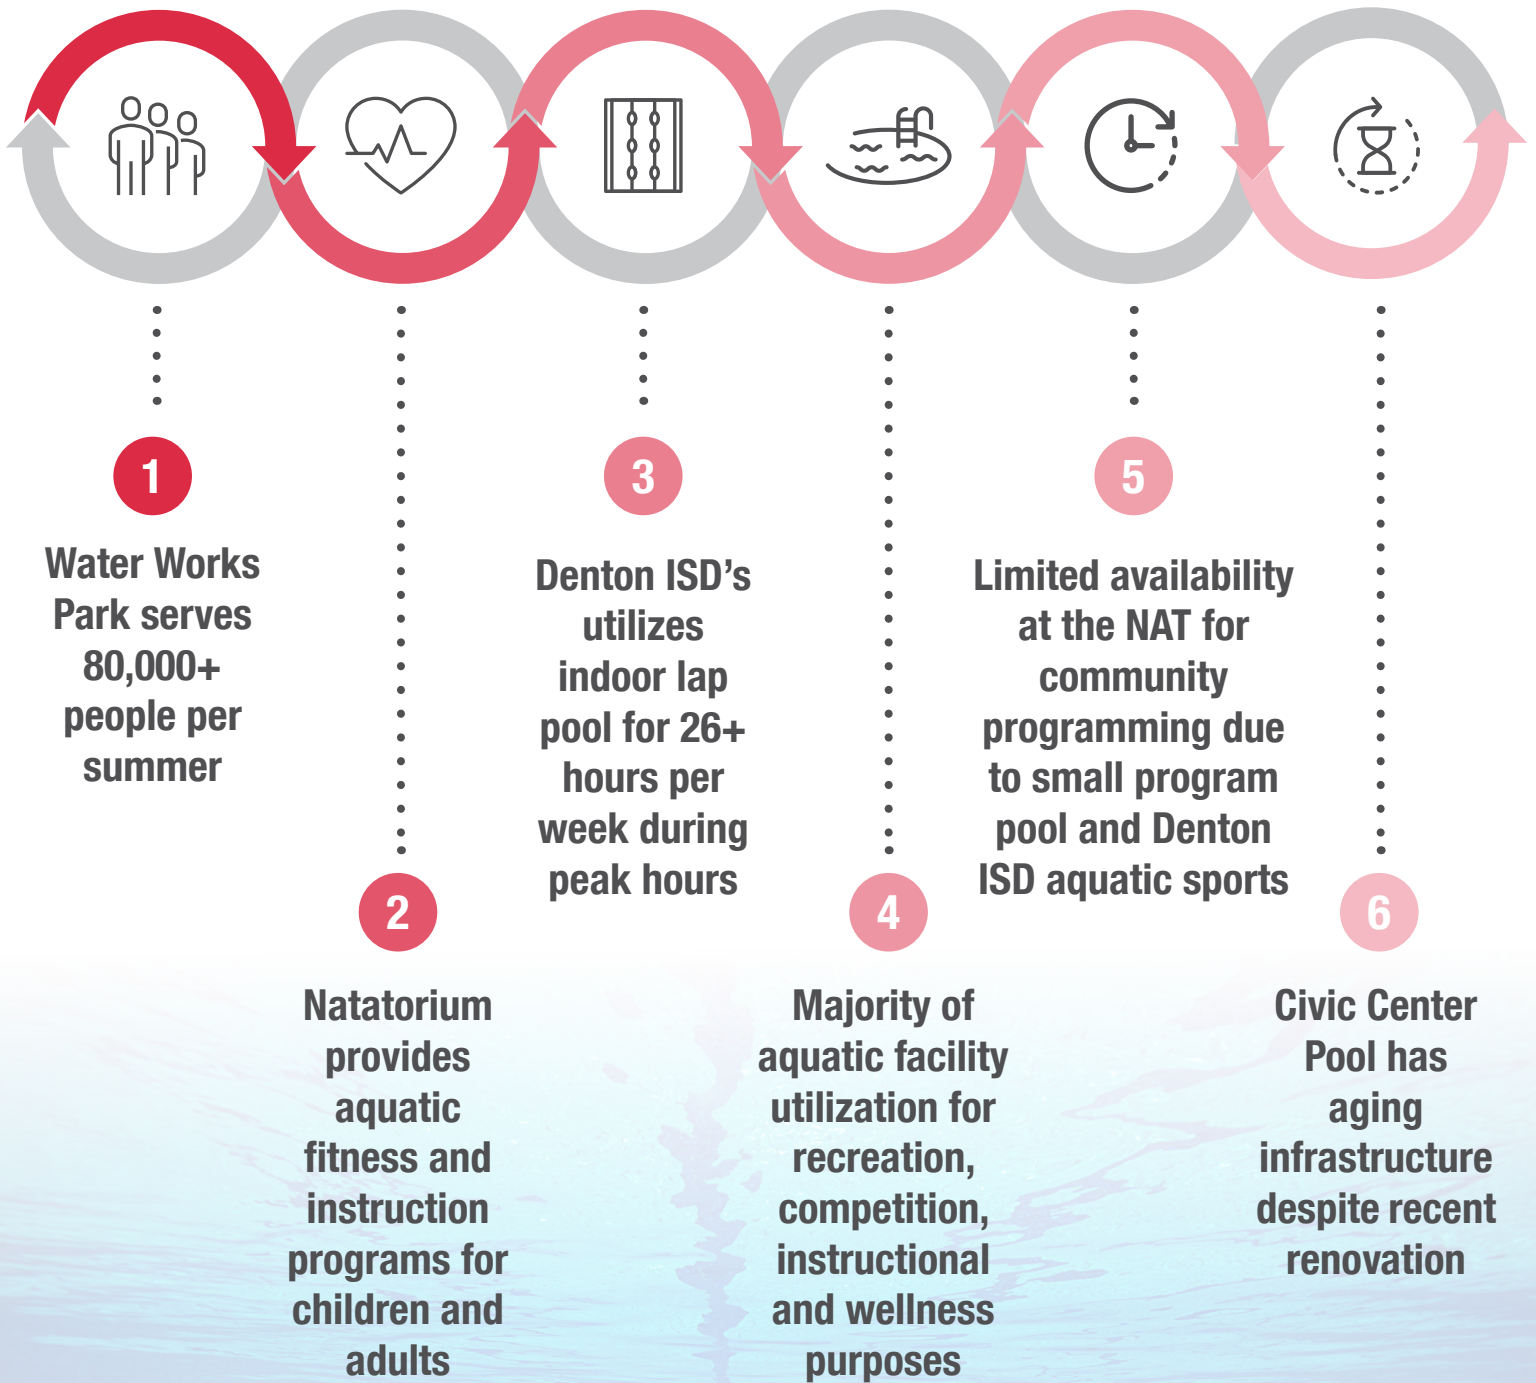 1
Water Works
Park serves
80,000+
people per
summer
2
Natatorium
provides
aquatic
fitness and
instruction
programs for
children and
adults
3
Denton ISD’s
utilizes
indoor lap
pool for 26+
hours per
week during
peak hours
4
Majority of
aquatic facility
utilization for
recreation,
competition,
instructional
and wellness
purposes
5
Limited availability
at the NAT for
community
programming due
to small program
pool and Denton
ISD aquatic sports
6
Civic Center
Pool has
aging
infrastructure
despite recent
renovation